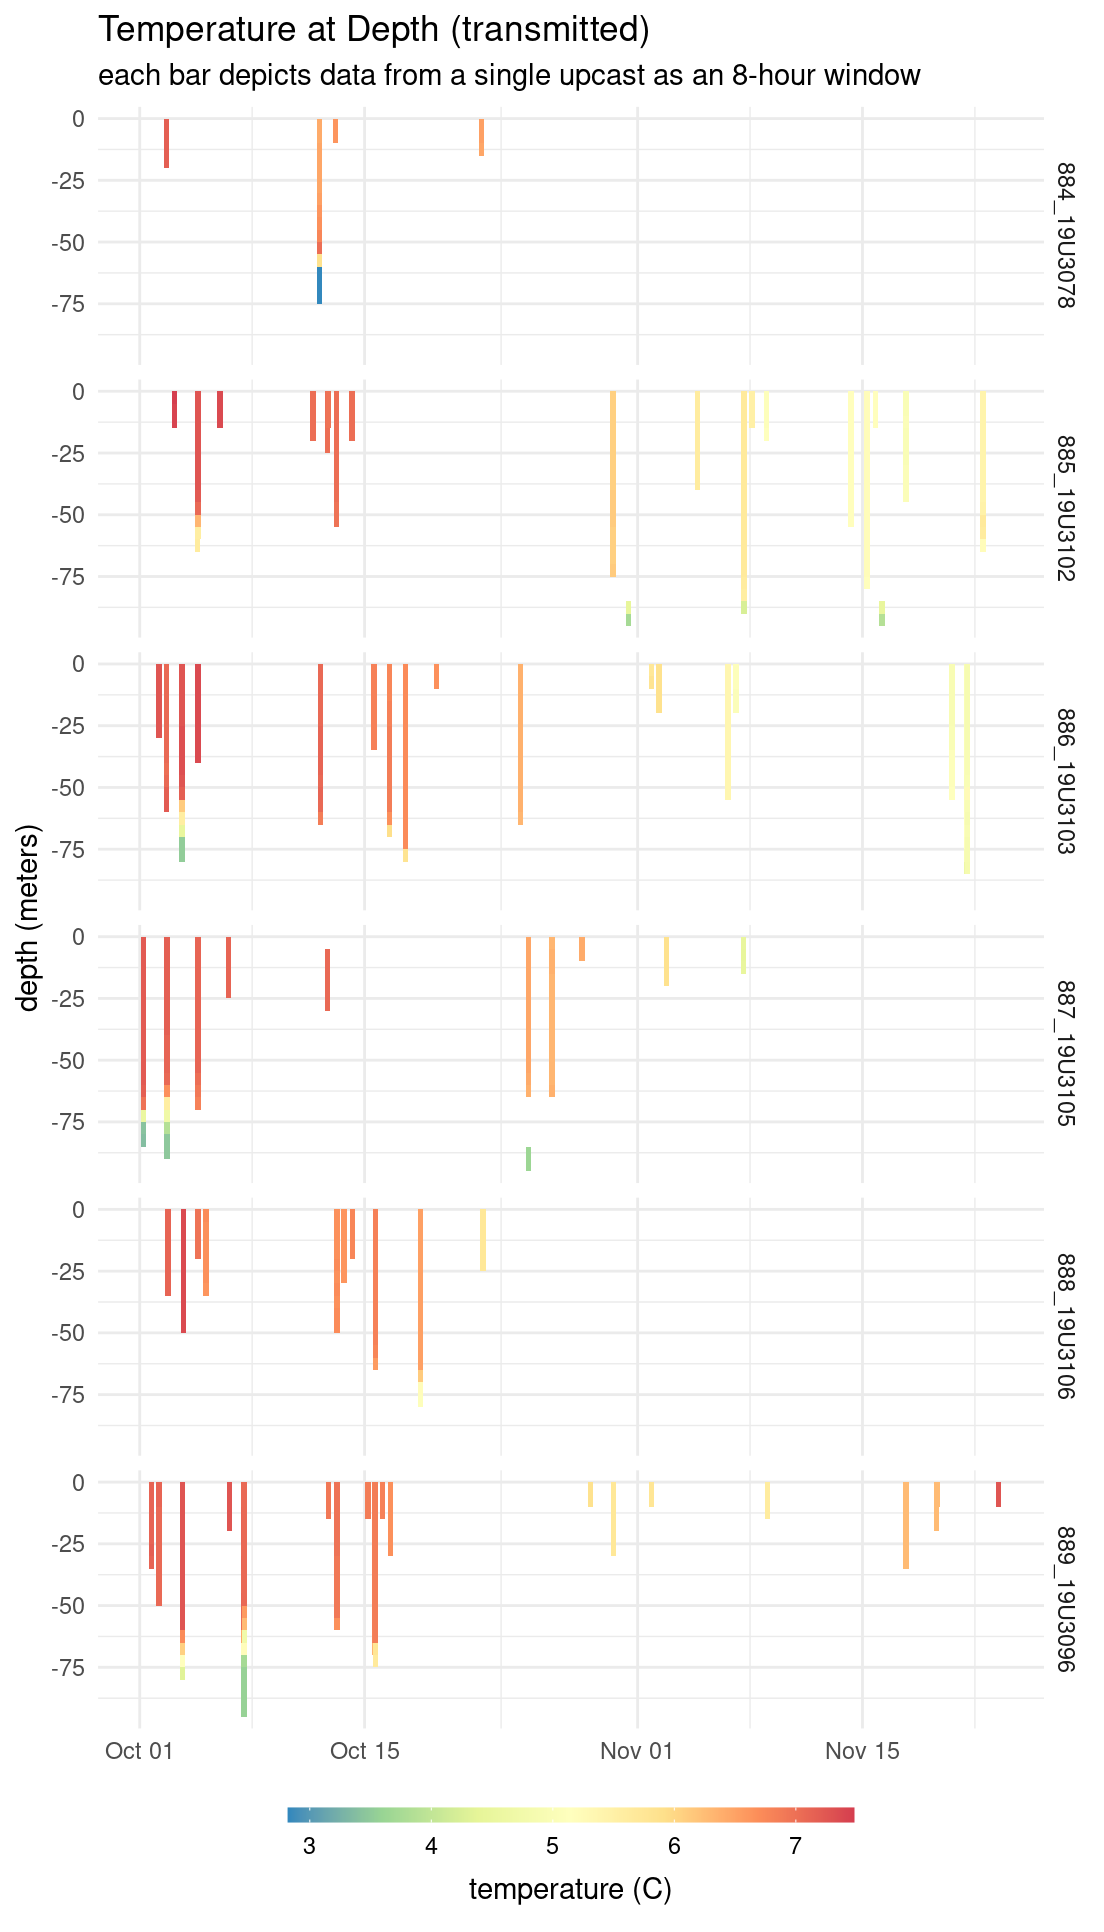 Temperature at Depth (transmitted)
each bar depicts data from a single upcast as an 8-hour window
0
-25
-50
-75
884_19U3078
0
-25
-50
-75
885_19U3102
0
-25
-50
-75
886_19U3103
depth (meters)
0
-25
-50
-75
887_19U3105
0
-25
-50
-75
888_19U3106
0
-25
-50
-75
889_19U3096
Oct 01 Oct 15 Nov 01 Nov 15
3 4 5 6 7
temperature (C)